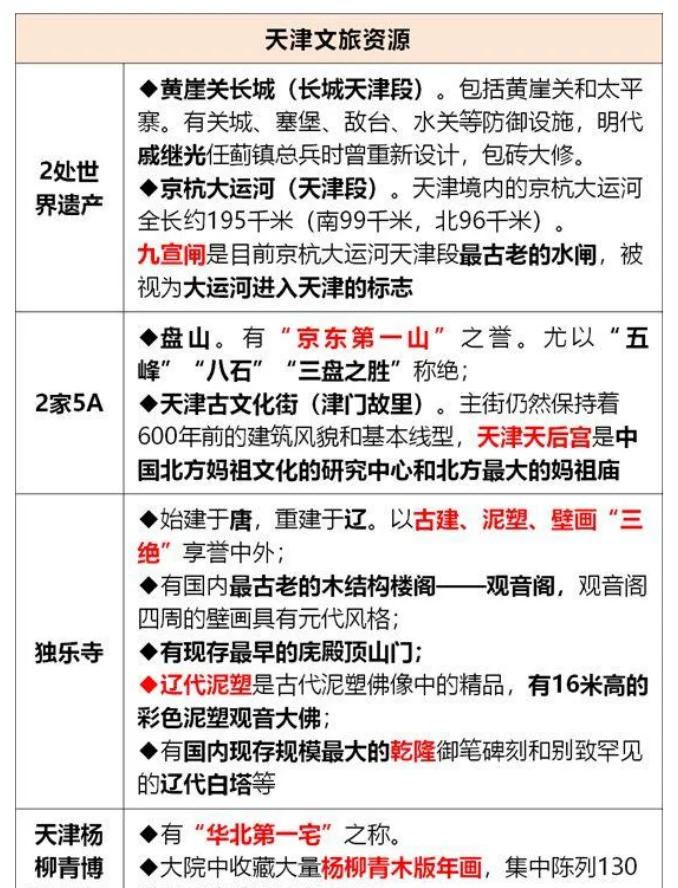 天津文旅资源
2处世
界遗产
◆黄崖关长城（长城天津段）。包括黄崖关和太平
寨。有关城、塞堡、敌台、水关等防御设施，明代
戚继光任蓟镇总兵时曾重新设计，包砖大修。
◆京杭大运河（天津段）。天津境内的京杭大运河
全长约195千米（南99千米，北96千米）。
九宣闸是目前京杭大运河天津段最古老的水闸，被
视为大运河进入天津的标志
2家5A
◆盘山。有“京东第一山”之誉。尤以“五
峰”“八石”“三盘之胜”称绝；
◆天津古文化街（津门故里）。主街仍然保持着
600年前的建筑风貌和基本线型，天津天后宫是中
国北方妈祖文化的研究中心和北方最大的妈祖庙
独乐寺
◆始建于唐，重建于辽。以古建、泥塑、壁画“三
绝”享誉中外；
◆有国内最古老的木结构楼阁——观音阁，观音阁
四周的壁画具有元代风格；
◆有现存最早的庑殿顶山门；
◆辽代泥塑是古代泥塑佛像中的精品，有16米高的
彩色泥塑观音大佛；
◆有国内现存规模最大的乾隆御笔碑刻和别致罕见
的辽代白塔等
天津杨
柳青博
◆有“华北第一宅”之称。
◆大院中收藏大量杨柳青木版年画，集中陈列130